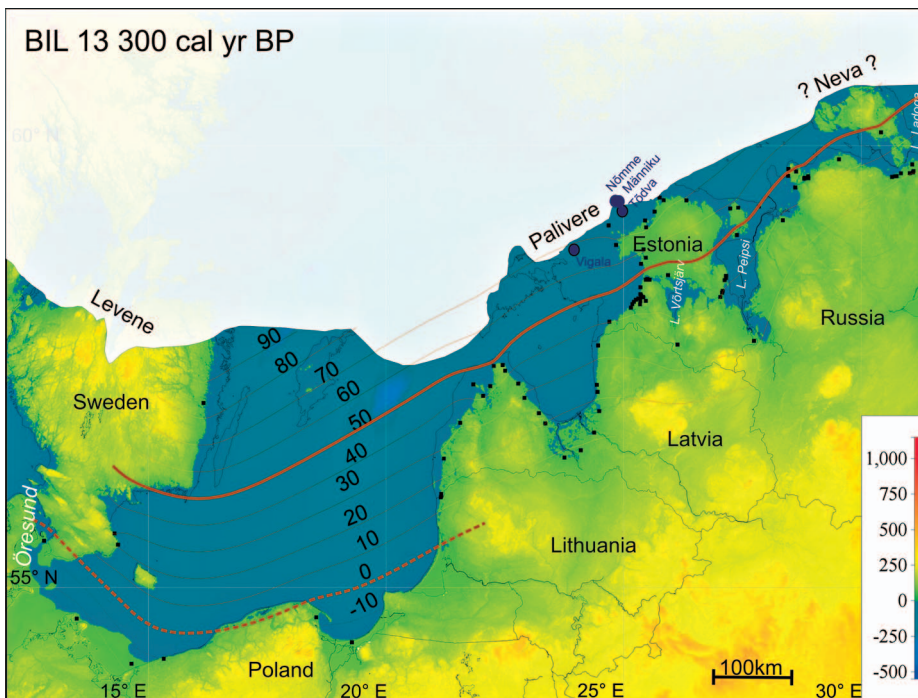 BIL 13 300 cal yr BP
? Neva ?
60° N
L. Ladoga
Nõmme
Männiku
Tõdva
Palivere
Vigala
Estonia
L. Peipsi
L. Võrtsjärv
Levene
Russia
90
80
70
60
50
40
30
20
10
0
-10
Sweden
Latvia
Öresund
Lithuania
55° N
Poland
15° E
20° E
25° E
30° E
100km
1,000
750
500
250
0
-250
-500